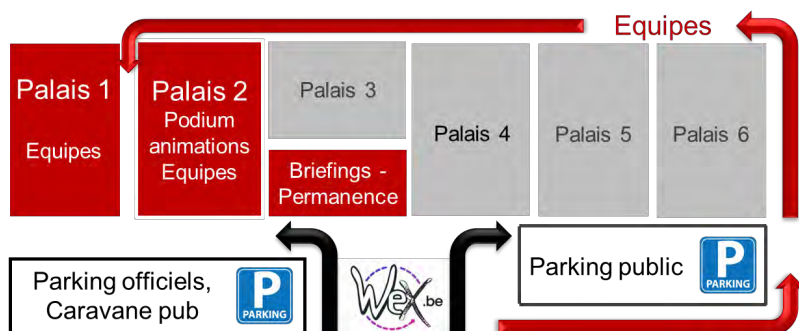 Equipes
Palais 1
Equipes
Palais 2
Podium
animations
Equipes
Palais 3
Briefings -
Permanence
Palais 4
Palais 5
Palais 6
Parking officiels,
Caravane pub
P
PARKING
Wex.be
Parking public
P
PARKING